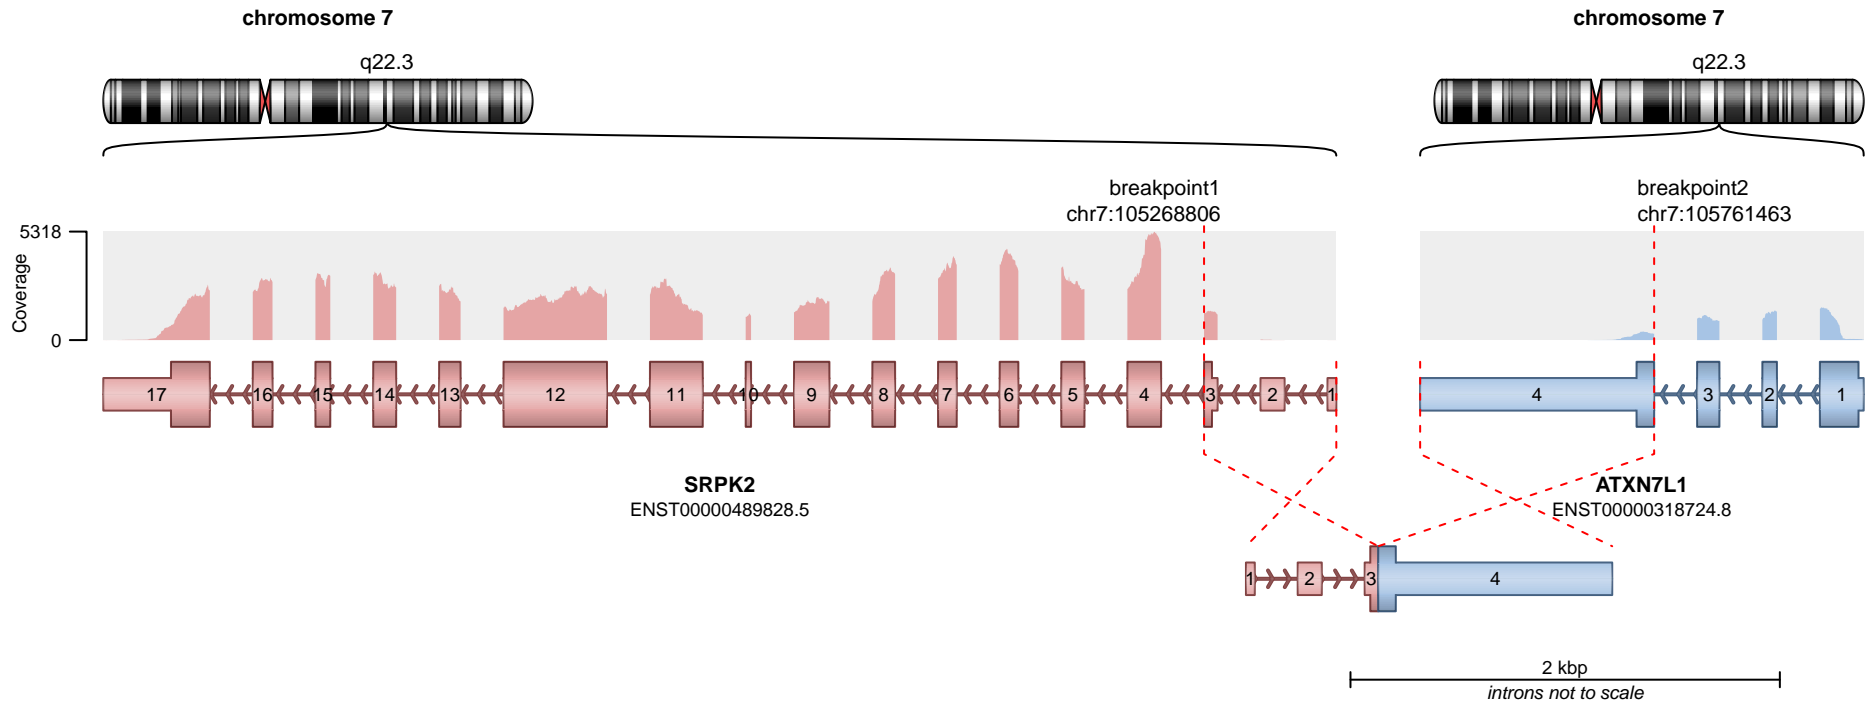 chromosome 7
chromosome 7
q22.3
q22.3
breakpoint1
chr7:105268806
breakpoint2
chr7:105761463
5318
Coverage
0
17 16 15 14 13 12 11 10 9 8 7 6 5 4 3 2 1
4 3 2 1
SRPK2
ENST00000489828.5
ATXN7L1
ENST00000318724.8
1 2 3 4
2 kbp
introns not to scale